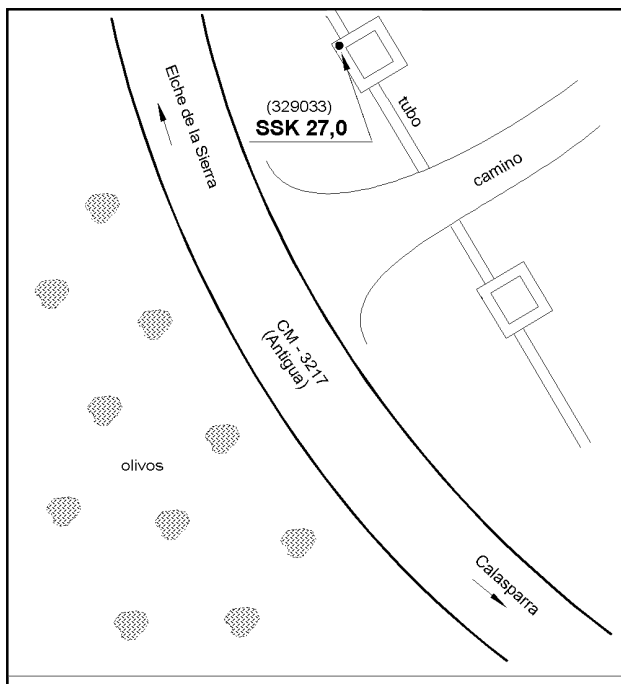 Elche de la Sierra
(329033)
SSK 27,0
tubo
camino
CM - 3217
(Antigua)
olivos
Calasparra